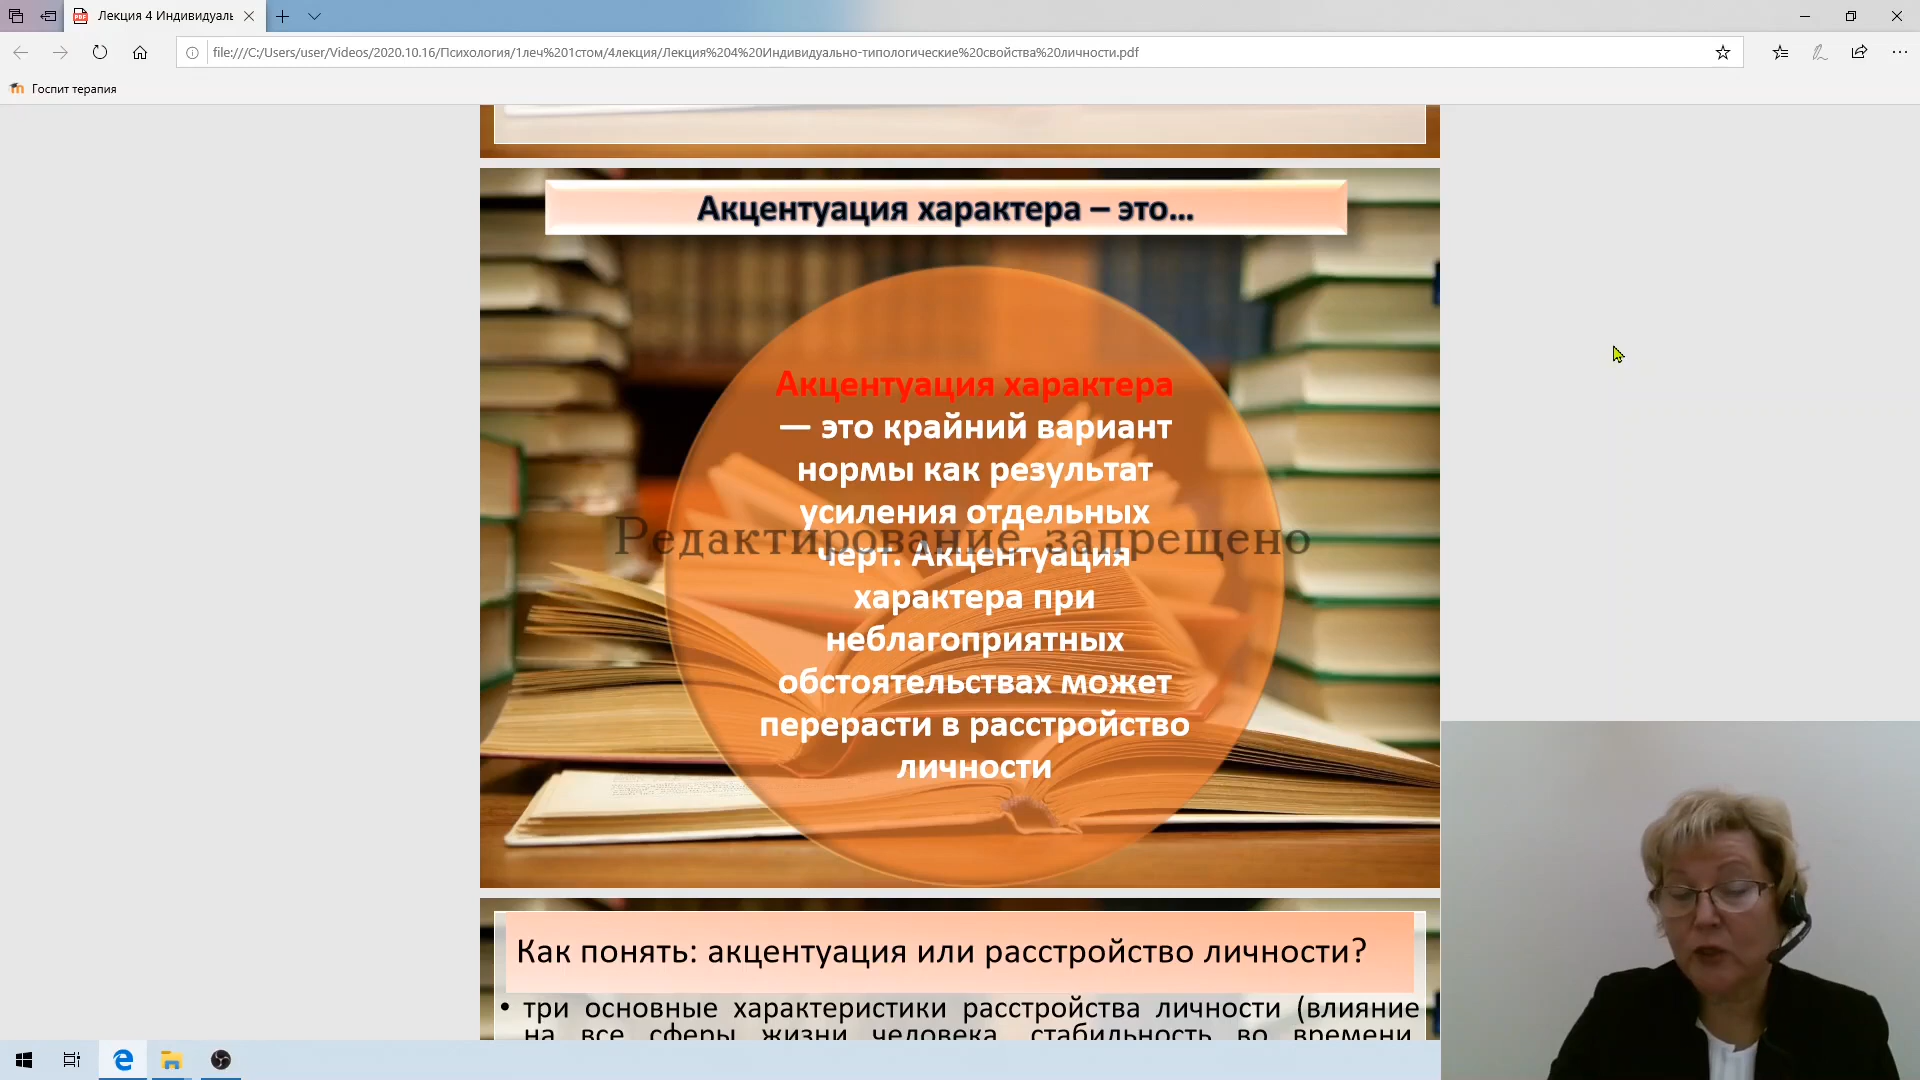 Лекция 4 Индивидуаль
file:///C:/Users/user/Videos/2020.10.16/Психология/1леч%201стом/4лекция/Лекция%204%20Индивидуально-типологические%20свойства%20личности.pdf
Госпит терапия
Акцентуация характера – это...
Акцентуация характера
— это крайний вариант
нормы как результат
усиления отдельных
Редактирование запрещено
черт. Акцентуация
характера при
неблагоприятных
обстоятельствах может
перерасти в расстройство
личности
Как понять: акцентуация или расстройство личности?
• три основные характеристики расстройства личности (влияние
на все сферы жизни человека, стабильность во времени,